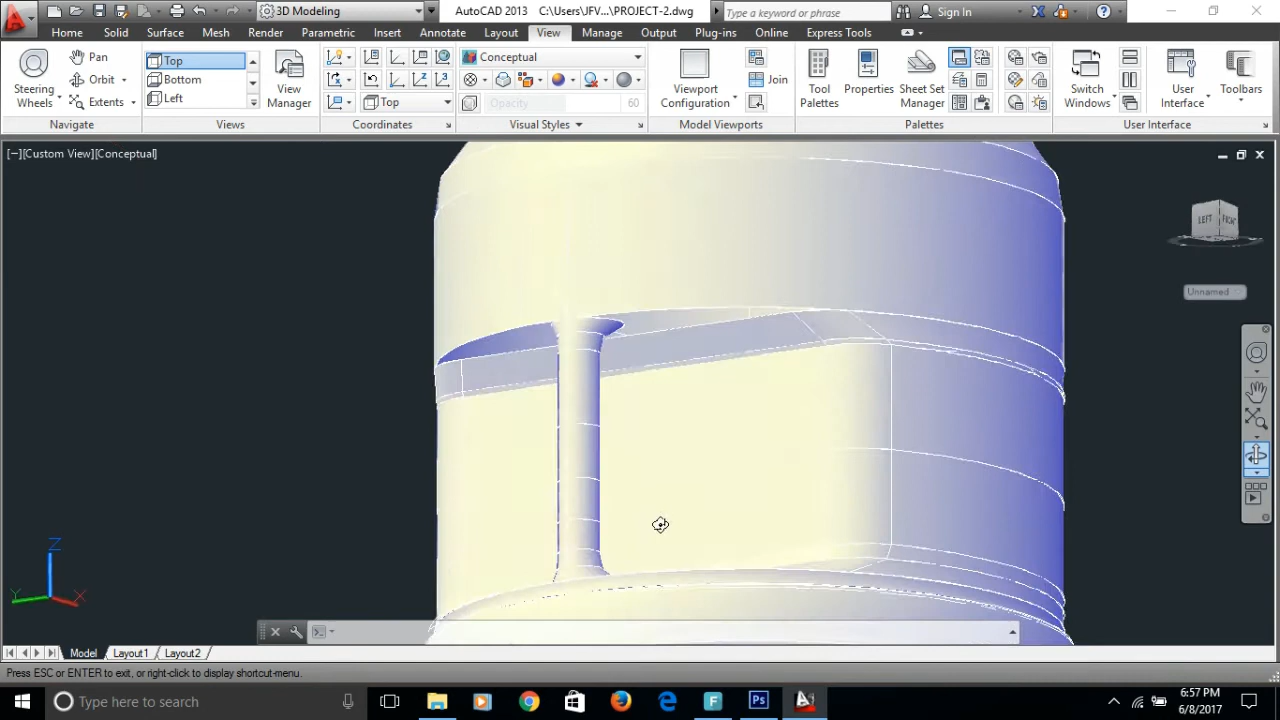 3D Modeling
AutoCAD 2013 C:\Users\JFV...\PROJECT-2.dwg
Type a keyword or phrase
Sign In
Home Solid Surface Mesh Render Parametric Insert Annotate Layout View Manage Output Plug-ins Online Express Tools
Steering
Wheels
Pan
Orbit
Extents
Navigate
Top
Bottom
Left
Views
View
Manager
Top
Coordinates
Conceptual
Opacity 60
Visual Styles
Viewport
Configuration
Join
Model Viewports
Tool
Palettes
Properties
Sheet Set
Manager
Palettes
Switch
Windows
User
Interface
Toolbars
User Interface
[−][Custom View][Conceptual]
LEFT
Unnamed
Z
Y
X
Model Layout1 Layout2
Press ESC or ENTER to exit, or right-click to display shortcut-menu.
Type here to search
6:57 PM
6/8/2017